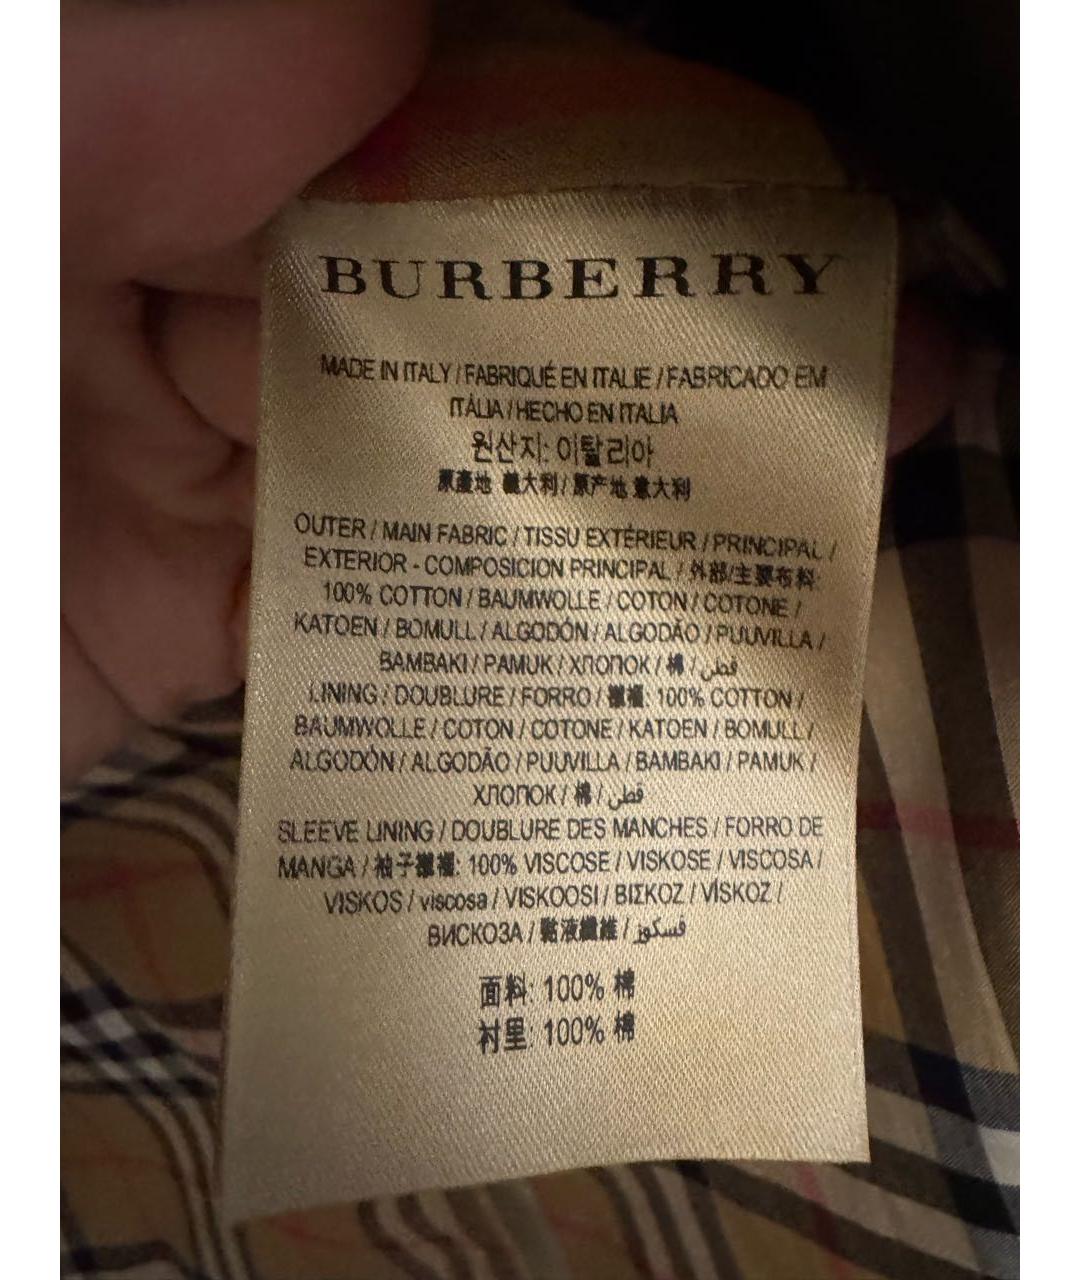 BURBERRY
MADE IN ITALY / FABRIQUÉ EN ITALIE / FABRICADO EM
ITÁLIA / HECHO EN ITALIA
원산지: 이탈리아
原產地 義大利 / 原产地 意大利
OUTER / MAIN FABRIC / TISSU EXTÉRIEUR / PRINCIPAL /
EXTERIOR - COMPOSICION PRINCIPAL / 外部/主要布料:
100% COTTON / BAUMWOLLE / COTON / COTONE /
KATOEN / BOMULL / ALGODÓN / ALGODÃO / PUUVILLA /
BAMBAKI / PAMUK / ХЛОПОК / 棉 / قطن
LINING / DOUBLURE / FORRO / 襯裡: 100% COTTON /
BAUMWOLLE / COTON / COTONE / KATOEN / BOMULL /
ALGODÓN / ALGODÃO / PUUVILLA / BAMBAKI / PAMUK /
ХЛОПОК / 棉 / قطن
SLEEVE LINING / DOUBLURE DES MANCHES / FORRO DE
MANGA / 袖子襯裡: 100% VISCOSE / VISKOSE / VISCOSA /
VISKOS / viscosa / VISKOOSI / ΒΙΣΚΟΖ / VİSKOZ /
ВИСКОЗА / 黏液纖維 / فسكوز
面料: 100% 棉
衬里: 100% 棉